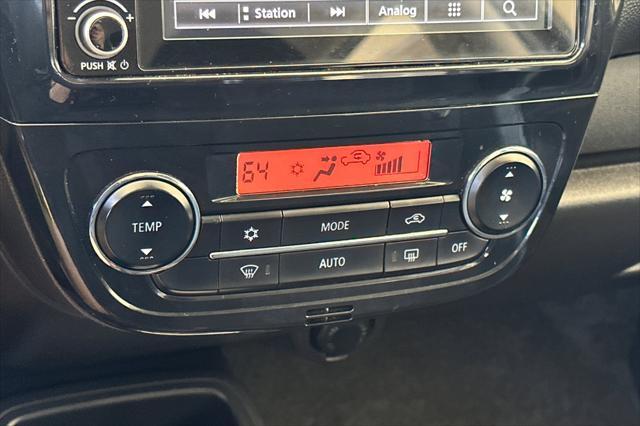 Station
Analog
PUSH
64
TEMP
MODE
AUTO
OFF